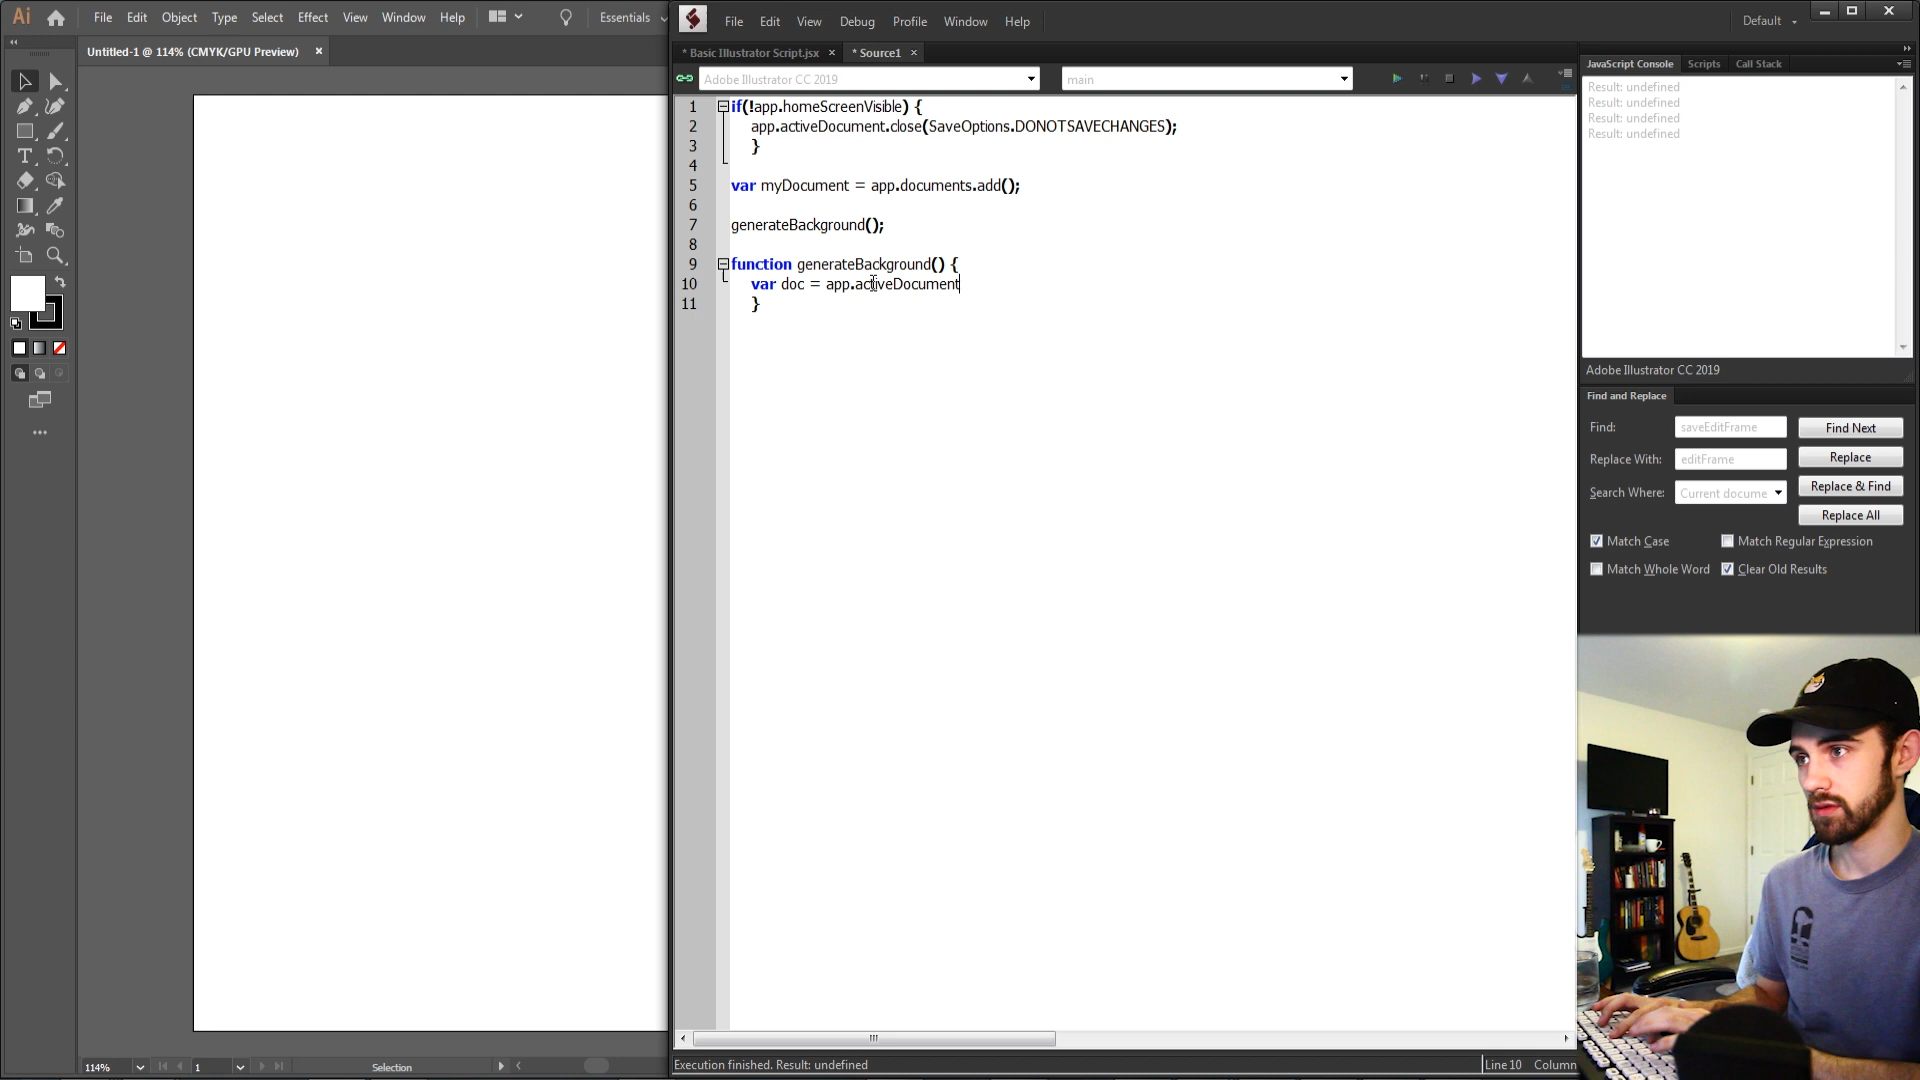 Ai File Edit Object Type Select Effect View Window Help Essentials
Untitled-1 @ 114% (CMYK/GPU Preview) ×
114% 1 Selection
File Edit View Debug Profile Window Help Default
* Basic Illustrator Script.jsx × * Source1 ×
Adobe Illustrator CC 2019 main
1 if(!app.homeScreenVisible) {
2 app.activeDocument.close(SaveOptions.DONOTSAVECHANGES);
3 }
4
5 var myDocument = app.documents.add();
6
7 generateBackground();
8
9 function generateBackground() {
10 var doc = app.activeDocument
11 }
Execution finished. Result: undefined Line 10 Column
JavaScript Console Scripts Call Stack
Result: undefined
Result: undefined
Result: undefined
Result: undefined
Adobe Illustrator CC 2019
Find and Replace
Find: saveEditFrame Find Next
Replace With: editFrame Replace
Search Where: Current docume Replace & Find
Replace All
Match Case Match Regular Expression
Match Whole Word Clear Old Results